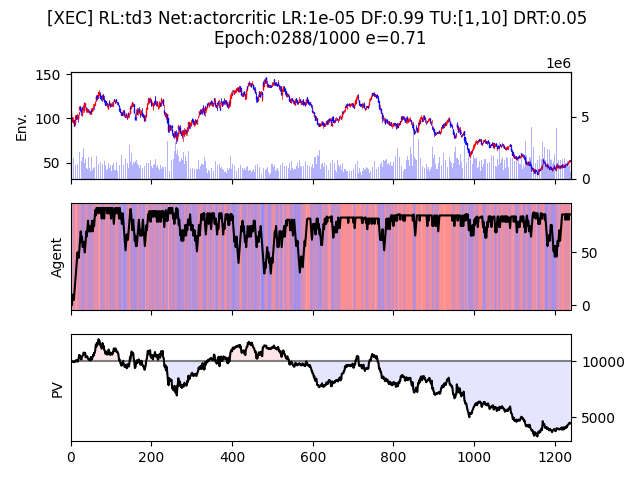 [XEC] RL:td3 Net:actorcritic LR:1e-05 DF:0.99 TU:[1,10] DRT:0.05
Epoch:0288/1000 e=0.71
1e6
150
100
50
Env.
5
0
Agent
50
0
PV
10000
5000
0 200 400 600 800 1000 1200